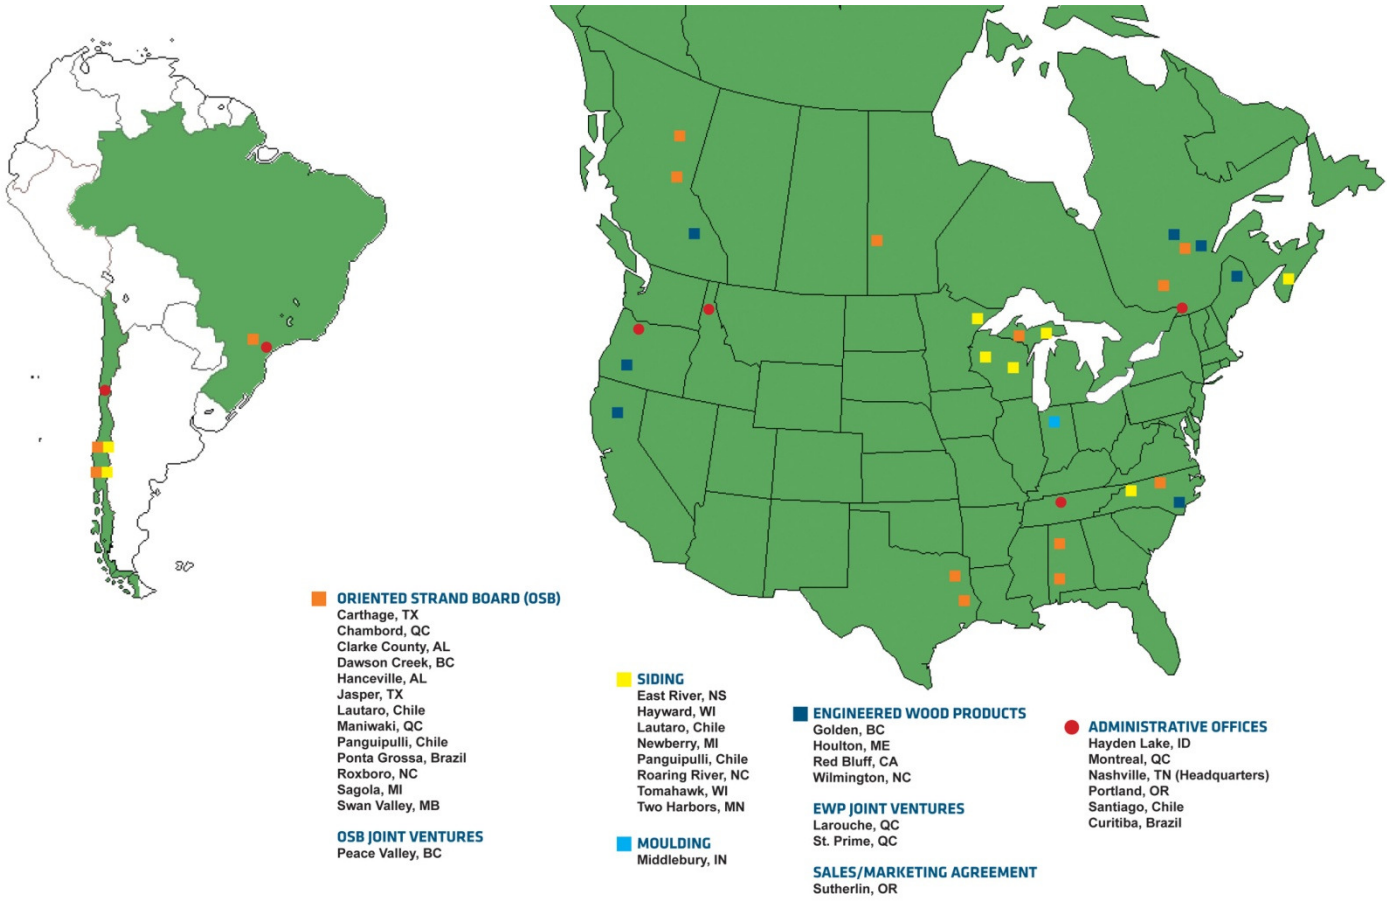 ORIENTED STRAND BOARD (OSB)
Carthage, TX
Chambord, QC
Clarke County, AL
Dawson Creek, BC
Hanceville, AL
Jasper, TX
Lautaro, Chile
Maniwaki, QC
Panguipulli, Chile
Ponta Grossa, Brazil
Roxboro, NC
Sagola, MI
Swan Valley, MB
OSB JOINT VENTURES
Peace Valley, BC
SIDING
East River, NS
Hayward, WI
Lautaro, Chile
Newberry, MI
Panguipulli, Chile
Roaring River, NC
Tomahawk, WI
Two Harbors, MN
MOULDING
Middlebury, IN
ENGINEERED WOOD PRODUCTS
Golden, BC
Houlton, ME
Red Bluff, CA
Wilmington, NC
EWP JOINT VENTURES
Larouche, QC
St. Prime, QC
SALES/MARKETING AGREEMENT
Sutherlin, OR
ADMINISTRATIVE OFFICES
Hayden Lake, ID
Montreal, QC
Nashville, TN (Headquarters)
Portland, OR
Santiago, Chile
Curitiba, Brazil